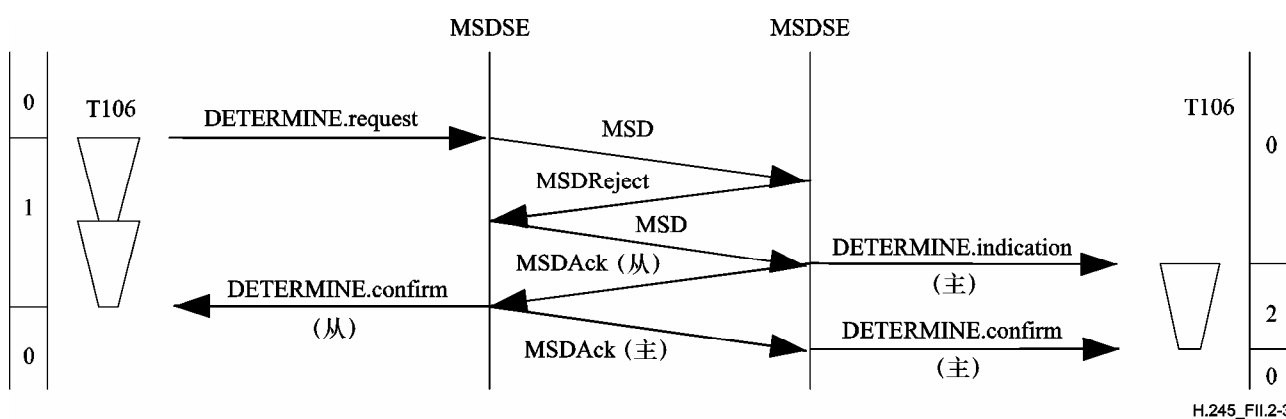 MSDSE MSDSE
0 T106 T106
DETERMINE.request MSD 0
MSDReject
1 MSD
DETERMINE.indication
MSDAck (从) (主)
DETERMINE.confirm 2
(从) DETERMINE.confirm
MSDAck (主) (主)
0 0
H.245_FII.2-3